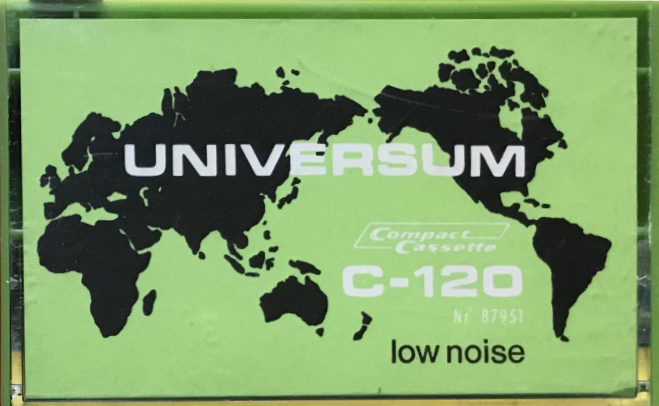 UNIVERSUM
Compact
Cassette
C-120
Nr 87951
low noise